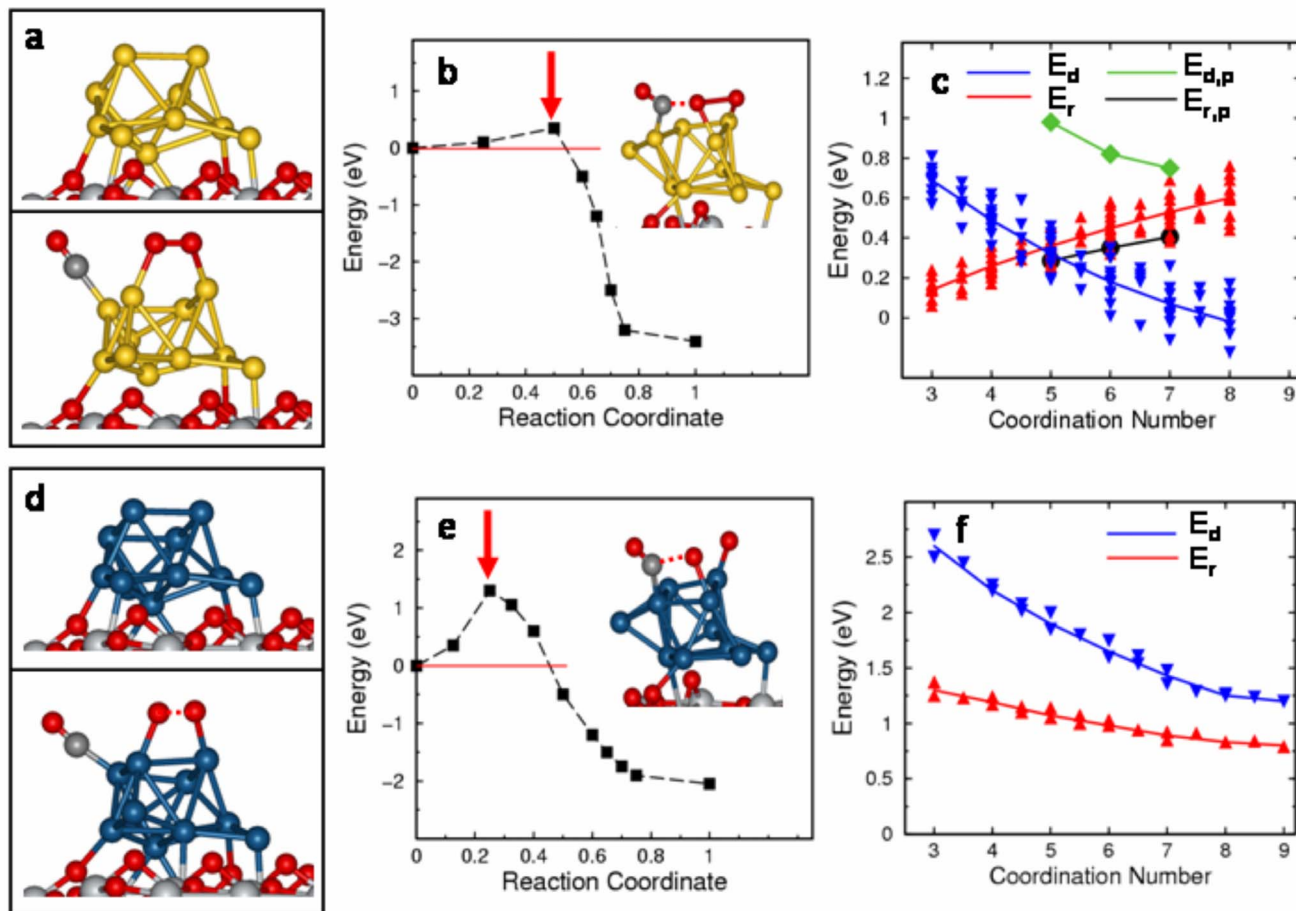 a
b
Energy (eV)
1
0
−1
−2
−3
0 0.2 0.4 0.6 0.8 1
Reaction Coordinate
c
E_d E_d,p
E_r E_r,p
Energy (eV)
1.2
1
0.8
0.6
0.4
0.2
0
3 4 5 6 7 8 9
Coordination Number
d
e
Energy (eV)
2
1
0
−1
−2
0 0.2 0.4 0.6 0.8 1
Reaction Coordinate
f
E_d
E_r
Energy (eV)
2.5
2
1.5
1
0.5
0
3 4 5 6 7 8 9
Coordination Number